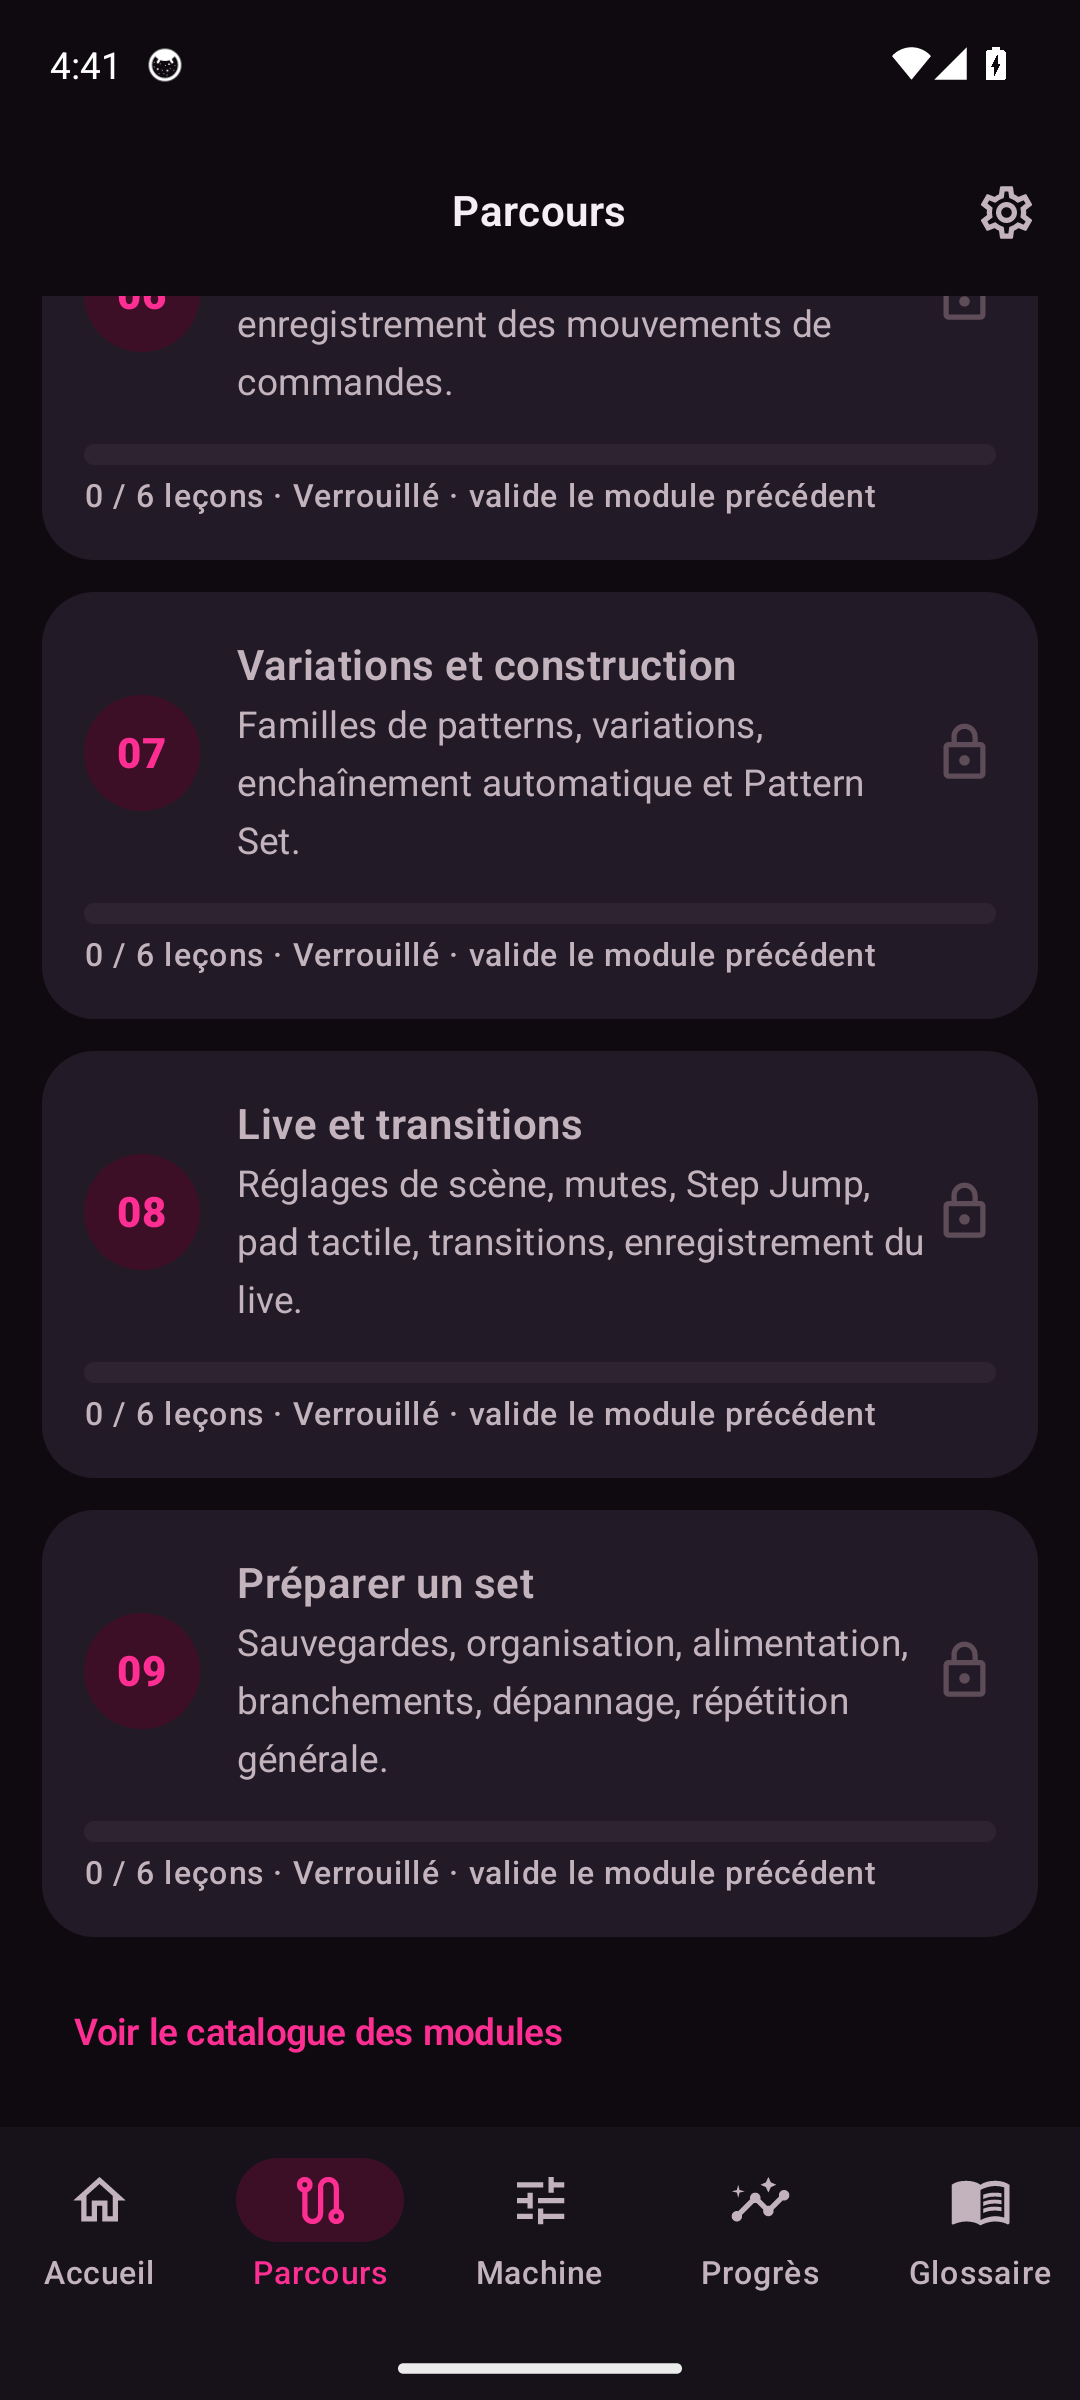 4:41
Parcours
enregistrement des mouvements de
commandes.
0 / 6 leçons · Verrouillé · valide le module précédent
Variations et construction
07
Familles de patterns, variations,
enchaînement automatique et Pattern
Set.
0 / 6 leçons · Verrouillé · valide le module précédent
Live et transitions
08
Réglages de scène, mutes, Step Jump,
pad tactile, transitions, enregistrement du
live.
0 / 6 leçons · Verrouillé · valide le module précédent
Préparer un set
09
Sauvegardes, organisation, alimentation,
branchements, dépannage, répétition
générale.
0 / 6 leçons · Verrouillé · valide le module précédent
Voir le catalogue des modules
Accueil
Parcours
Machine
Progrès
Glossaire